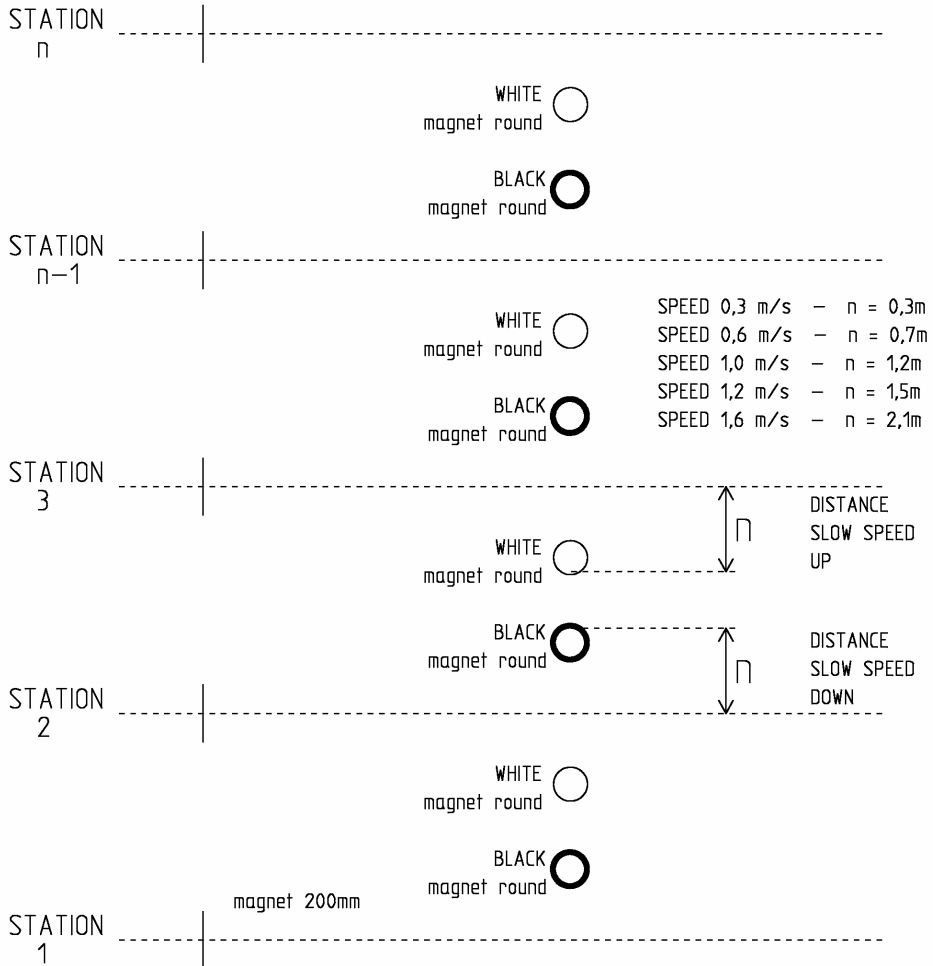 STATION
n
WHITE
magnet round
BLACK
magnet round
STATION
n-1
SPEED 0,3 m/s - n = 0,3m
SPEED 0,6 m/s - n = 0,7m
SPEED 1,0 m/s - n = 1,2m
SPEED 1,2 m/s - n = 1,5m
SPEED 1,6 m/s - n = 2,1m
WHITE
magnet round
BLACK
magnet round
STATION
3
n
DISTANCE
SLOW SPEED
UP
WHITE
magnet round
BLACK
magnet round
n
DISTANCE
SLOW SPEED
DOWN
STATION
2
WHITE
magnet round
BLACK
magnet round
magnet 200mm
STATION
1